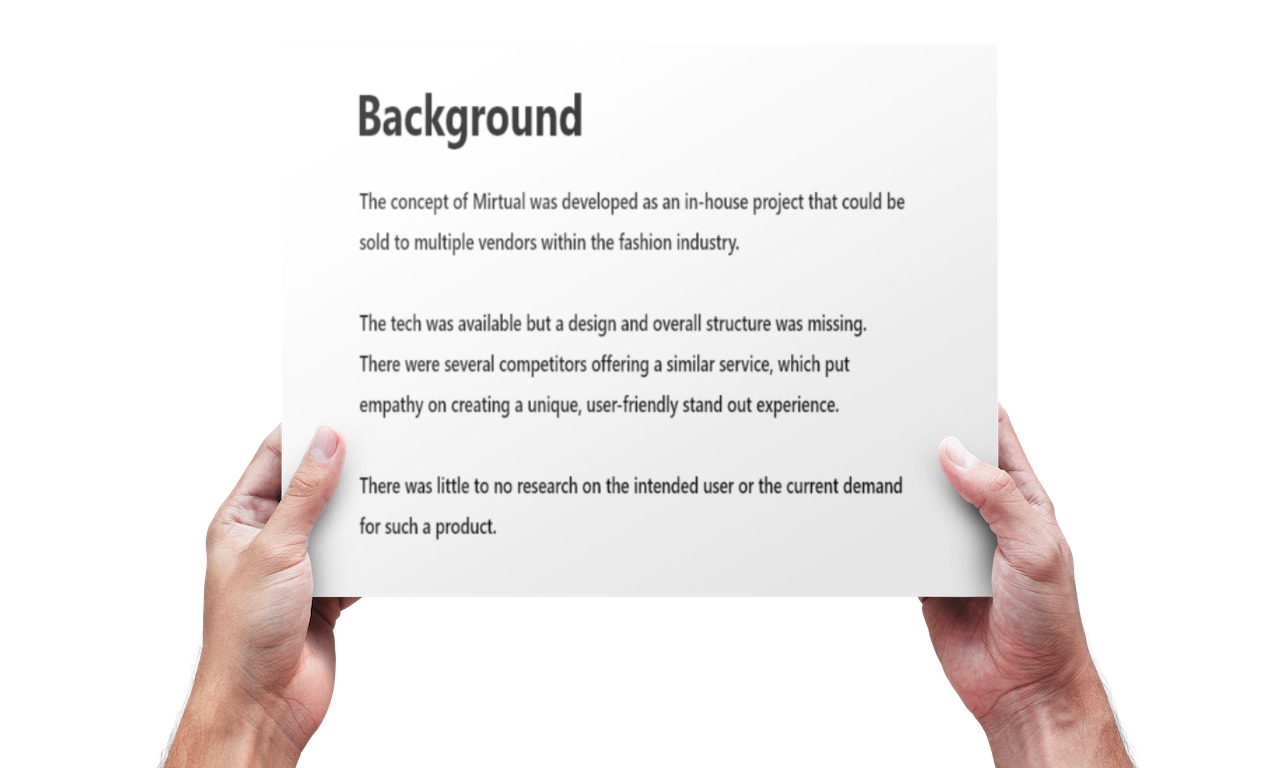 Background
The concept of Mirtual was developed as an in-house project that could be
sold to multiple vendors within the fashion industry.
The tech was available but a design and overall structure was missing.
There were several competitors offering a similar service, which put
empathy on creating a unique, user-friendly stand out experience.
There was little to no research on the intended user or the current demand
for such a product.